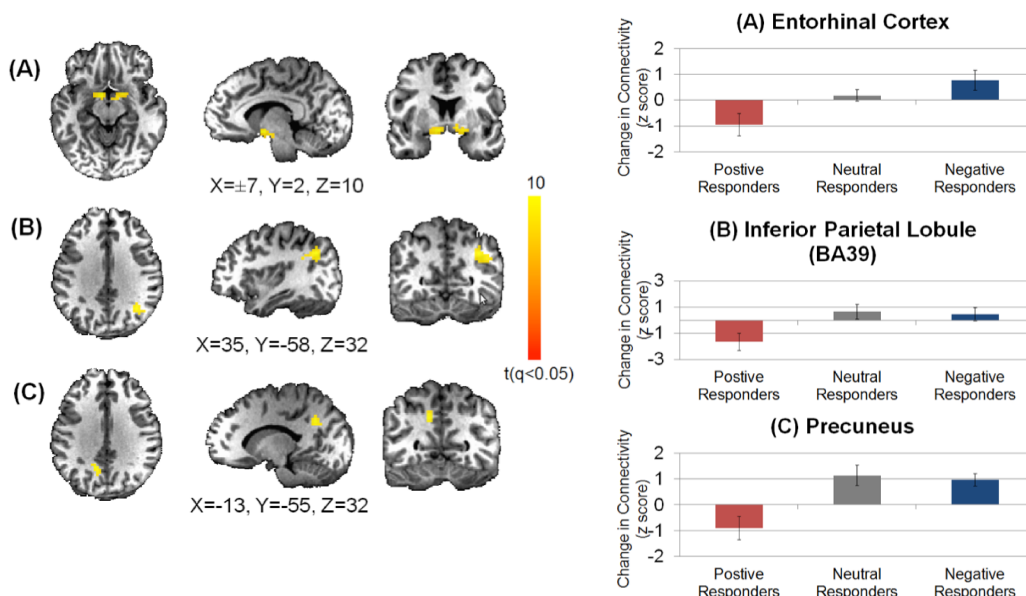 (A)
X=±7, Y=2, Z=10
(B)
X=35, Y=-58, Z=32
(C)
X=-13, Y=-55, Z=32
10
t(q<0.05)
(A) Entorhinal Cortex
Change in Connectivity
(z score)
2
1
0
-1
-2
Postive
Responders
Neutral
Responders
Negative
Responders
(B) Inferior Parietal Lobule
(BA39)
Change in Connectivity
(z score)
3
1
-1
-3
Postive
Responders
Neutral
Responders
Negative
Responders
(C) Precuneus
Change in Connectivity
(z score)
2
1
0
-1
-2
Postive
Responders
Neutral
Responders
Negative
Responders